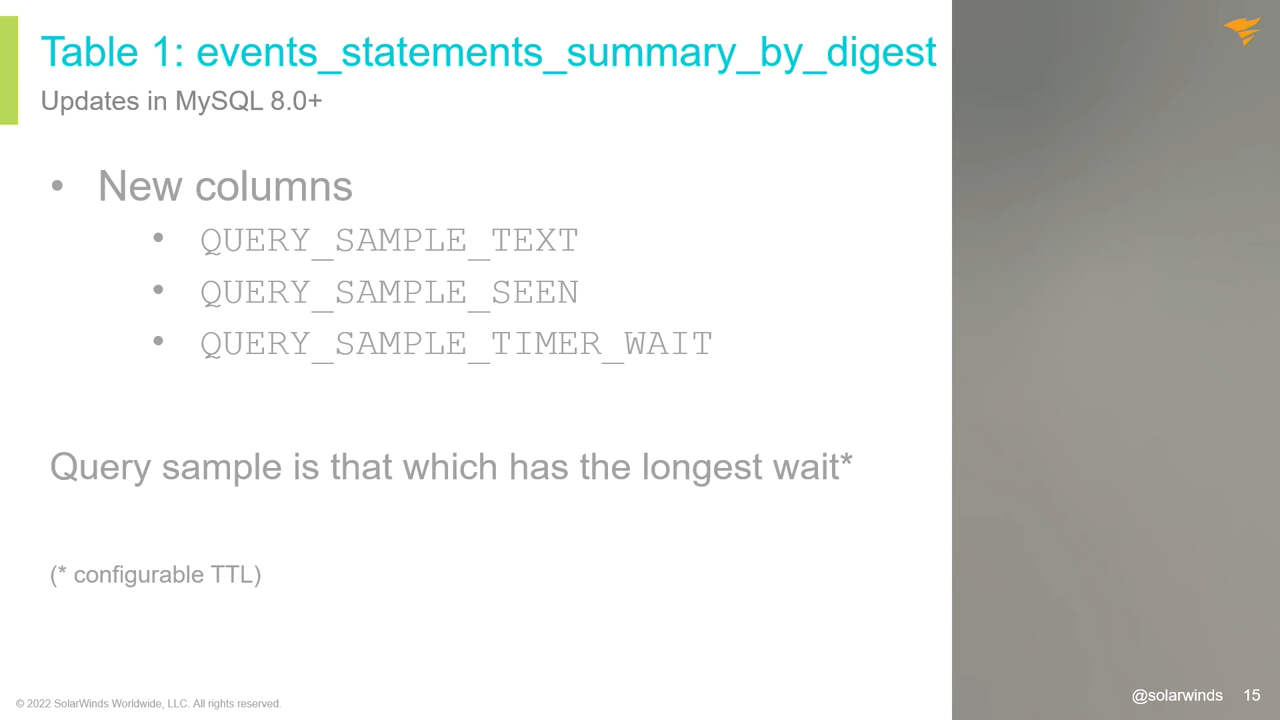 Table 1: events_statements_summary_by_digest
Updates in MySQL 8.0+
• New columns
• QUERY_SAMPLE_TEXT
• QUERY_SAMPLE_SEEN
• QUERY_SAMPLE_TIMER_WAIT
Query sample is that which has the longest wait*
(* configurable TTL)
© 2022 SolarWinds Worldwide, LLC. All rights reserved.
@solarwinds 15